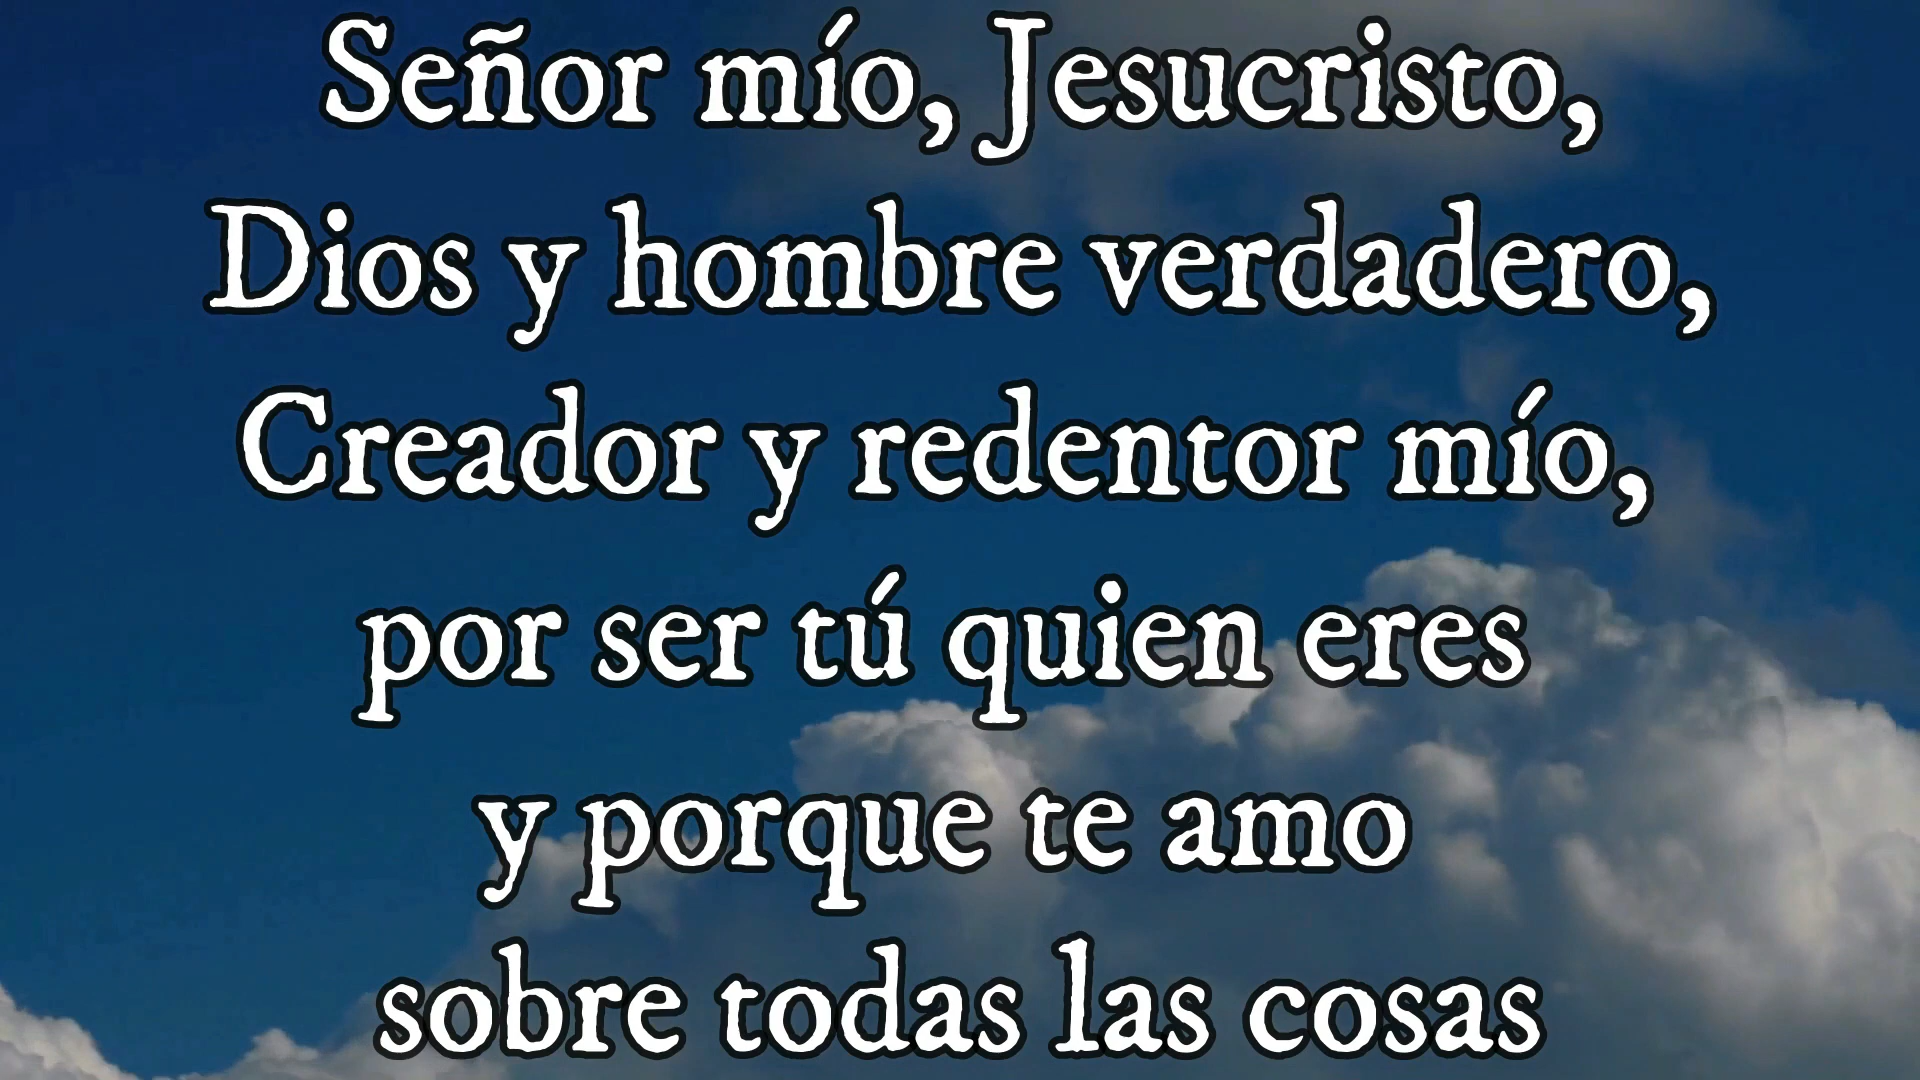 Señor mío, Jesucristo,
Dios y hombre verdadero,
Creador y redentor mío,
por ser tú quien eres
y porque te amo
sobre todas las cosas